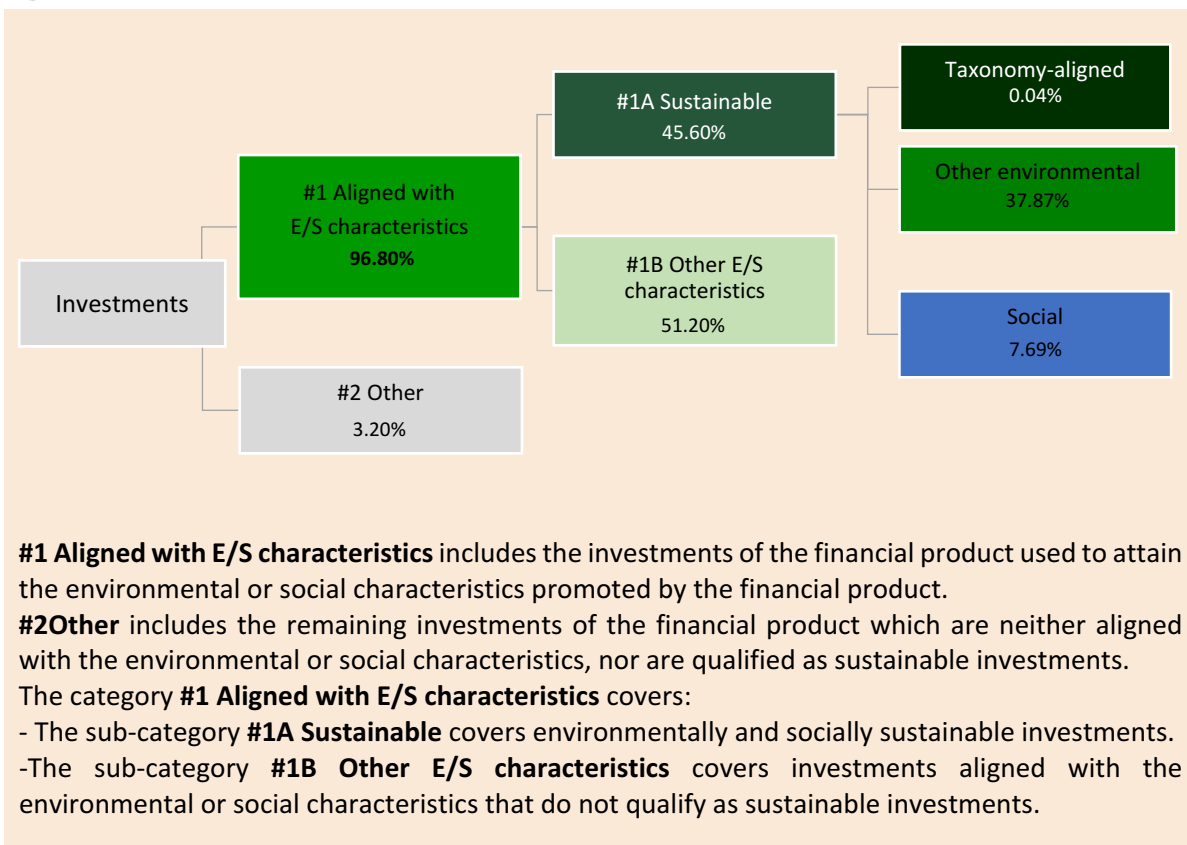 Investments
#1 Aligned with
E/S characteristics
96.80%
#2 Other
3.20%
#1A Sustainable
45.60%
#1B Other E/S
characteristics
51.20%
Taxonomy-aligned
0.04%
Other environmental
37.87%
Social
7.69%
#1 Aligned with E/S characteristics includes the investments of the financial product used to attain
the environmental or social characteristics promoted by the financial product.
#2Other includes the remaining investments of the financial product which are neither aligned
with the environmental or social characteristics, nor are qualified as sustainable investments.
The category #1 Aligned with E/S characteristics covers:
- The sub-category #1A Sustainable covers environmentally and socially sustainable investments.
-The sub-category #1B Other E/S characteristics covers investments aligned with the
environmental or social characteristics that do not qualify as sustainable investments.